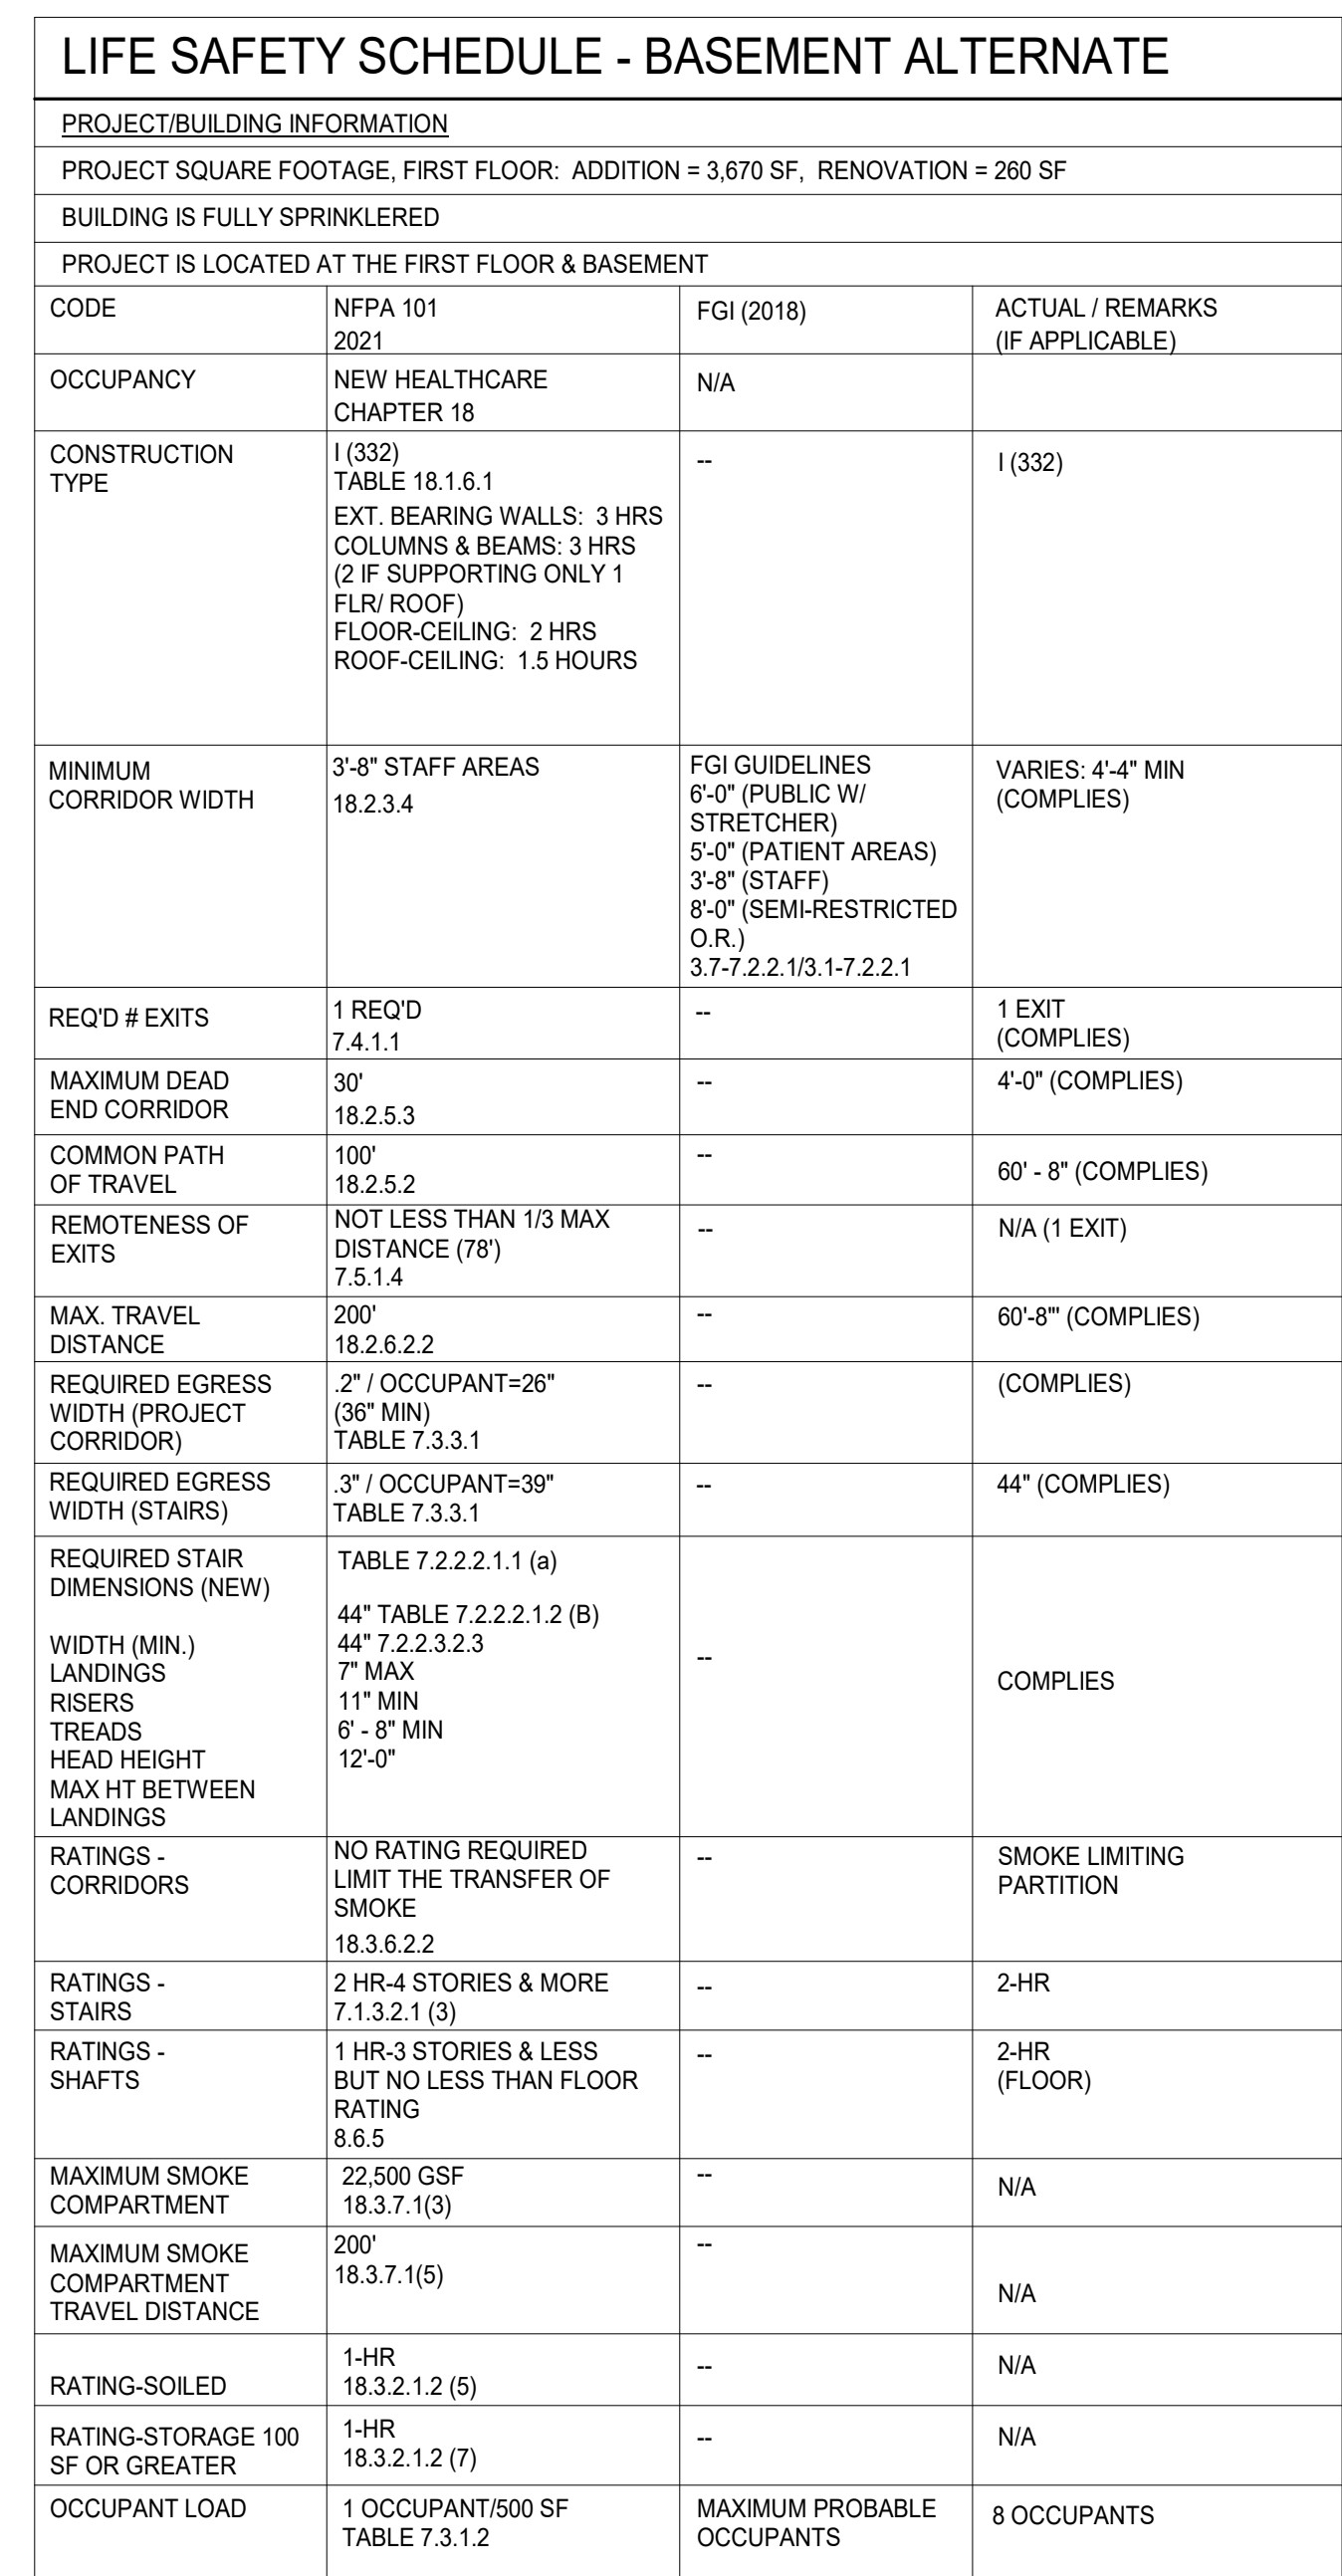 LIFE SAFETY SCHEDULE - BASEMENT ALTERNATE
PROJECT/BUILDING INFORMATION
PROJECT SQUARE FOOTAGE, FIRST FLOOR: ADDITION = 3,670 SF, RENOVATION = 260 SF
BUILDING IS FULLY SPRINKLERED
PROJECT IS LOCATED AT THE FIRST FLOOR & BASEMENT
CODE
NFPA 101
2021
FGI (2018)
ACTUAL / REMARKS
(IF APPLICABLE)
OCCUPANCY
NEW HEALTHCARE
CHAPTER 18
N/A
CONSTRUCTION
TYPE
I (332)
TABLE 18.1.6.1
EXT. BEARING WALLS: 3 HRS
COLUMNS & BEAMS: 3 HRS
(2 IF SUPPORTING ONLY 1
FLR/ ROOF)
FLOOR-CEILING: 2 HRS
ROOF-CEILING: 1.5 HOURS
--
I (332)
MINIMUM
CORRIDOR WIDTH
3'-8" STAFF AREAS
18.2.3.4
FGI GUIDELINES
6'-0" (PUBLIC W/
STRETCHER)
5'-0" (PATIENT AREAS)
3'-8" (STAFF)
8'-0" (SEMI-RESTRICTED
O.R.)
3.7-7.2.2.1/3.1-7.2.2.1
VARIES: 4'-4" MIN
(COMPLIES)
REQ'D # EXITS
1 REQ'D
7.4.1.1
--
1 EXIT
(COMPLIES)
MAXIMUM DEAD
END CORRIDOR
30'
18.2.5.3
--
4'-0" (COMPLIES)
COMMON PATH
OF TRAVEL
100'
18.2.5.2
--
60' - 8" (COMPLIES)
REMOTENESS OF
EXITS
NOT LESS THAN 1/3 MAX
DISTANCE (78')
7.5.1.4
--
N/A (1 EXIT)
MAX. TRAVEL
DISTANCE
200'
18.2.6.2.2
--
60'-8"' (COMPLIES)
REQUIRED EGRESS
WIDTH (PROJECT
CORRIDOR)
.2" / OCCUPANT=26"
(36" MIN)
TABLE 7.3.3.1
--
(COMPLIES)
REQUIRED EGRESS
WIDTH (STAIRS)
.3" / OCCUPANT=39"
TABLE 7.3.3.1
--
44" (COMPLIES)
REQUIRED STAIR
DIMENSIONS (NEW)
WIDTH (MIN.)
LANDINGS
RISERS
TREADS
HEAD HEIGHT
MAX HT BETWEEN
LANDINGS
TABLE 7.2.2.2.1.1 (a)
44" TABLE 7.2.2.2.1.2 (B)
44" 7.2.2.3.2.3
7" MAX
11" MIN
6' - 8" MIN
12'-0"
--
COMPLIES
RATINGS -
CORRIDORS
NO RATING REQUIRED
LIMIT THE TRANSFER OF
SMOKE
18.3.6.2.2
--
SMOKE LIMITING
PARTITION
RATINGS -
STAIRS
2 HR-4 STORIES & MORE
7.1.3.2.1 (3)
--
2-HR
RATINGS -
SHAFTS
1 HR-3 STORIES & LESS
BUT NO LESS THAN FLOOR
RATING
8.6.5
--
2-HR
(FLOOR)
MAXIMUM SMOKE
COMPARTMENT
22,500 GSF
18.3.7.1(3)
--
N/A
MAXIMUM SMOKE
COMPARTMENT
TRAVEL DISTANCE
200'
18.3.7.1(5)
--
N/A
RATING-SOILED
1-HR
18.3.2.1.2 (5)
--
N/A
RATING-STORAGE 100
SF OR GREATER
1-HR
18.3.2.1.2 (7)
--
N/A
OCCUPANT LOAD
1 OCCUPANT/500 SF
TABLE 7.3.1.2
MAXIMUM PROBABLE
OCCUPANTS
8 OCCUPANTS